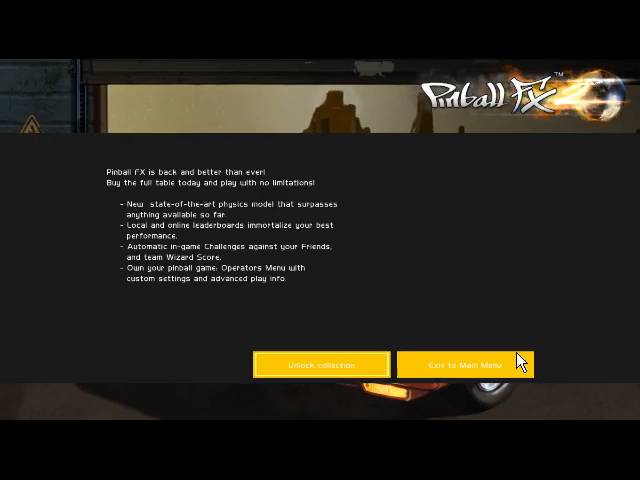 Pinball FX2™
Pinball FX is back and better than ever!
Buy the full table today and play with no limitations!
- New state-of-the-art physics model that surpasses
anything available so far.
- Local and online leaderboards immortalize your best
performance.
- Automatic in-game Challenges against your Friends,
and team Wizard Score.
- Own your pinball game: Operators Menu with
custom settings and advanced play info.
Unlock collection
Exit to Main Menu